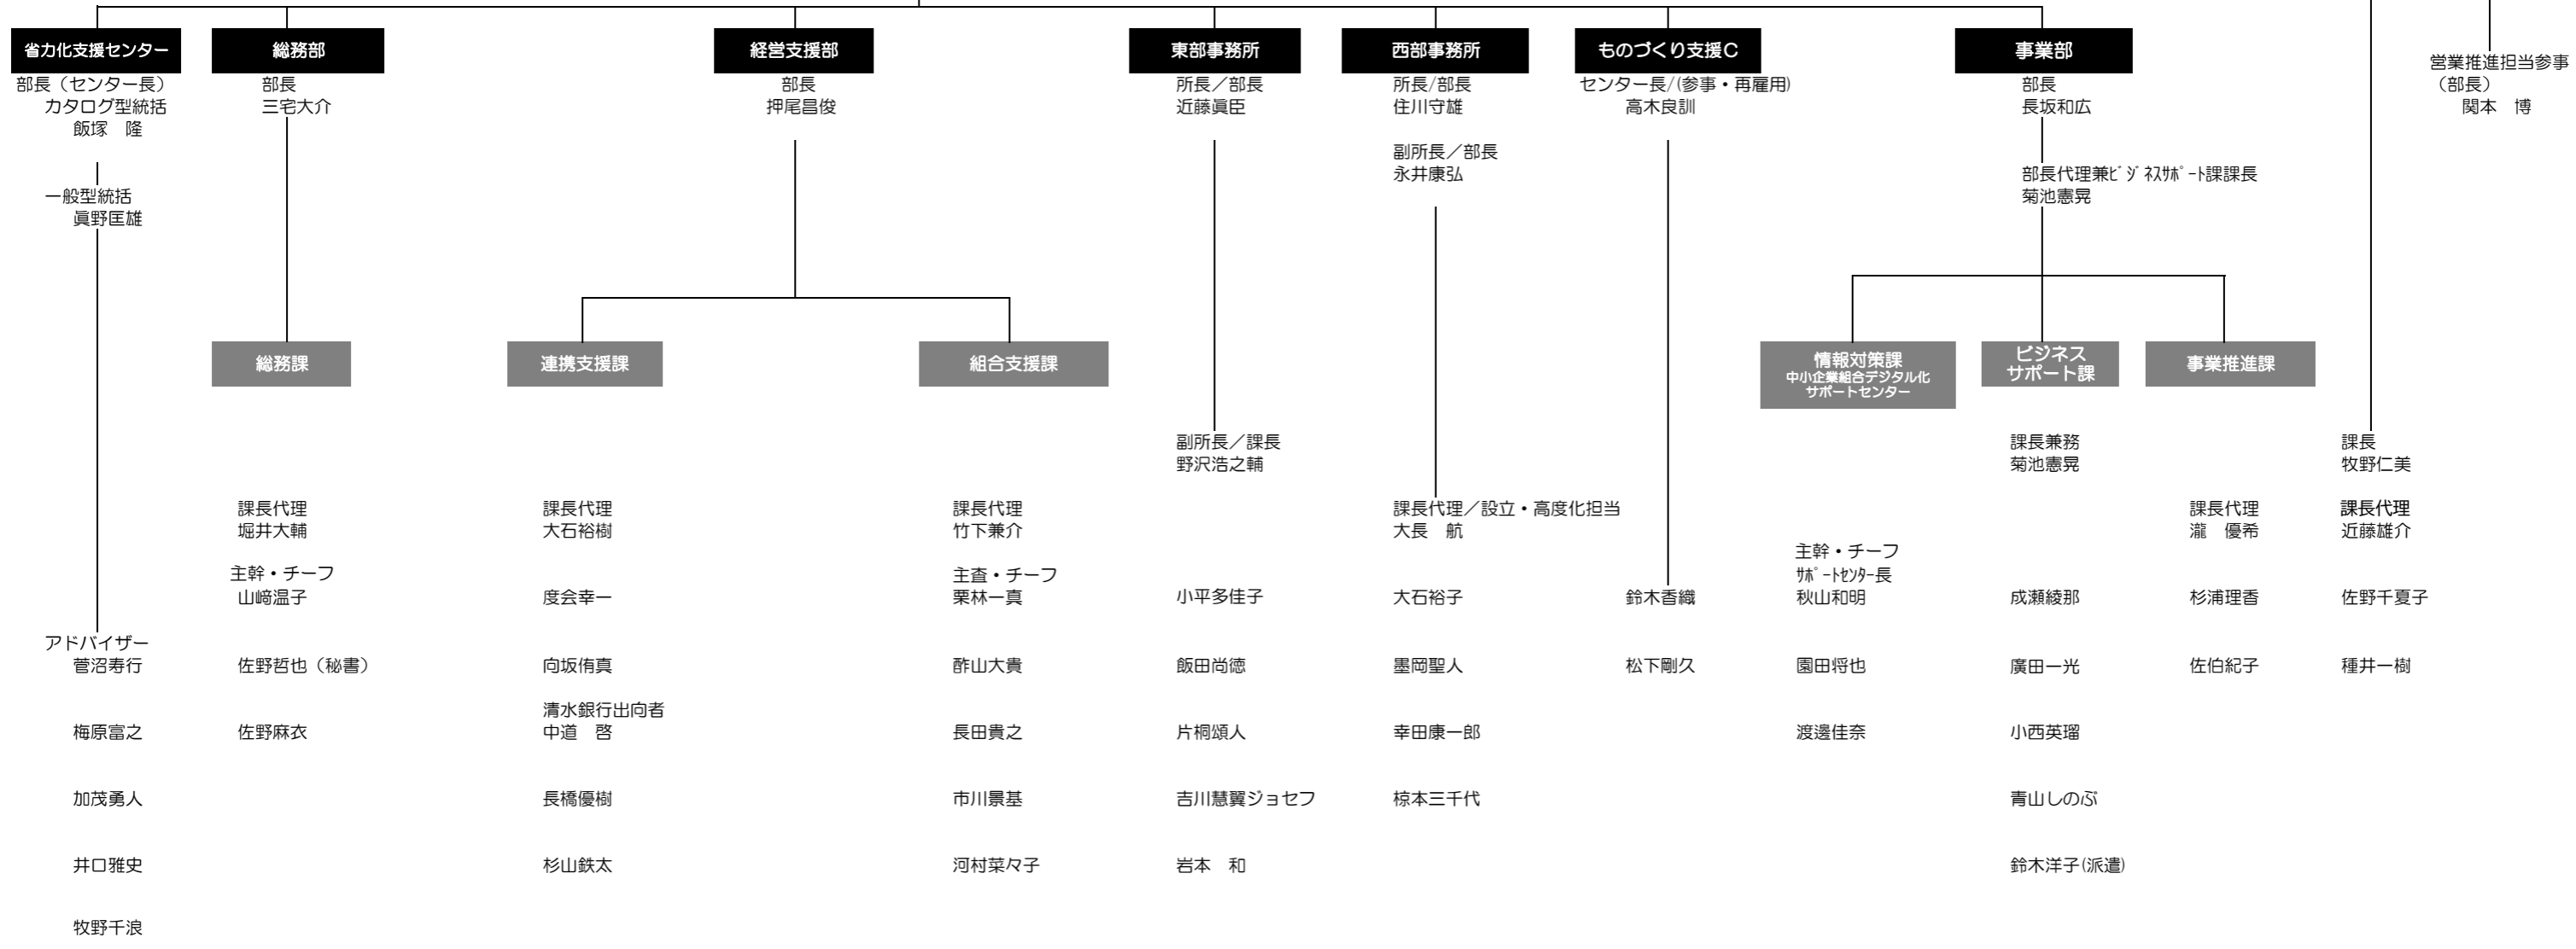 省力化支援センター
部長（センター長）
カタログ型統括
飯塚　隆
一般型統括
眞野匡雄
アドバイザー
菅沼寿行
梅原富之
加茂勇人
井口雅史
牧野千浪
総務部
部長
三宅大介
総務課
課長代理
堀井大輔
主幹・チーフ
山﨑温子
佐野哲也（秘書）
佐野麻衣
経営支援部
部長
押尾昌俊
連携支援課
課長代理
大石裕樹
度会幸一
向坂侑真
清水銀行出向者
中道　啓
長橋優樹
杉山鉄太
組合支援課
課長代理
竹下兼介
主査・チーフ
栗林一真
酢山大貴
長田貴之
市川景基
河村菜々子
東部事務所
所長／部長
近藤眞臣
副所長／課長
野沢浩之輔
小平多佳子
飯田尚徳
片桐頌人
吉川慧翼ジョセフ
岩本　和
西部事務所
所長/部長
住川守雄
副所長／部長
永井康弘
課長代理／設立・高度化担当
大長　航
大石裕子
墨岡聖人
幸田康一郎
椋本三千代
ものづくり支援Ｃ
センター長/(参事・再雇用)
高木良訓
鈴木香織
松下剛久
事業部
部長
長坂和広
部長代理兼ﾋﾞｼﾞﾈｽｻﾎﾟｰﾄ課課長
菊池憲晃
情報対策課
中小企業組合デジタル化
サポートセンター
主幹・チーフ
ｻﾎﾟｰﾄｾﾝﾀｰ長
秋山和明
園田将也
渡邊佳奈
ビジネス
サポート課
課長兼務
菊池憲晃
成瀬綾那
廣田一光
小西英瑠
青山しのぶ
鈴木洋子(派遣)
事業推進課
課長代理
瀧　優希
杉浦理香
佐伯紀子
課長
牧野仁美
課長代理
近藤雄介
佐野千夏子
種井一樹
営業推進担当参事
（部長）
関本　博